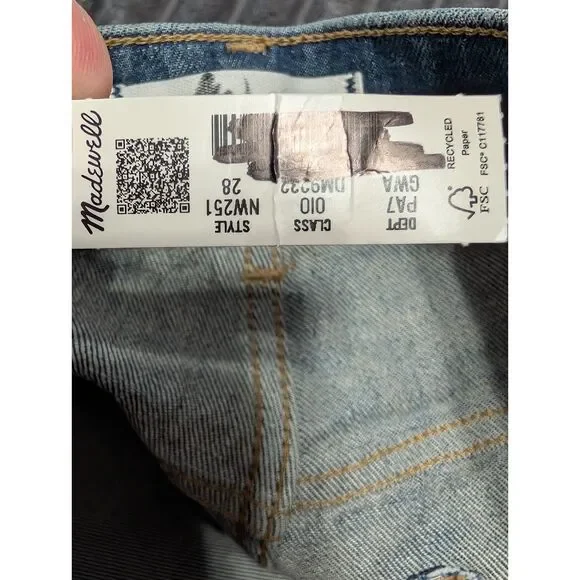 Madewell
DEPT CLASS STYLE
PA7 010 NW251
GWA DM9232 28
RECYCLED
Paper
FSC® C117781
FSC